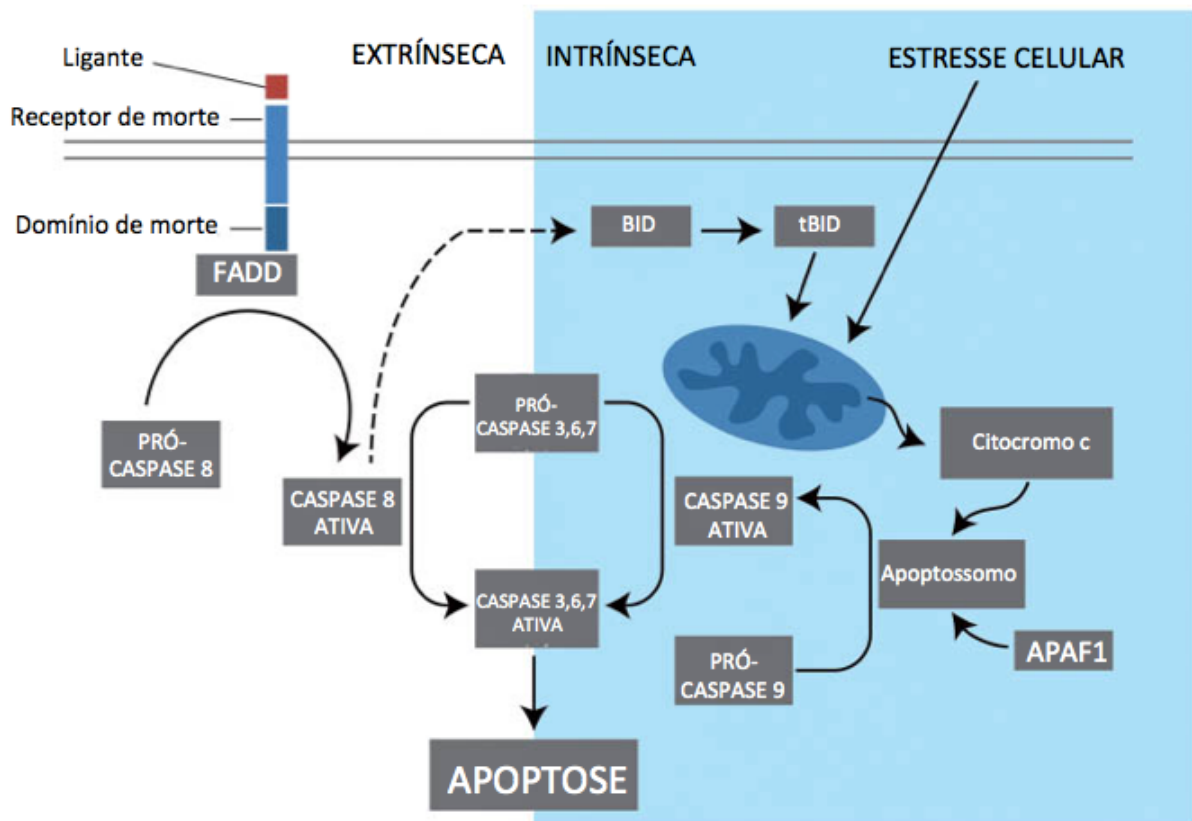 EXTRÍNSECA
INTRÍNSECA
ESTRESSE CELULAR
Ligante
Receptor de morte
Domínio de morte
FADD
BID
tBID
PRÓ-
CASPASE 8
CASPASE 8
ATIVA
PRÓ-
CASPASE 3,6,7
CASPASE 3,6,7
ATIVA
CASPASE 9
ATIVA
PRÓ-
CASPASE 9
Citocromo c
Apoptossomo
APAF1
APOPTOSE